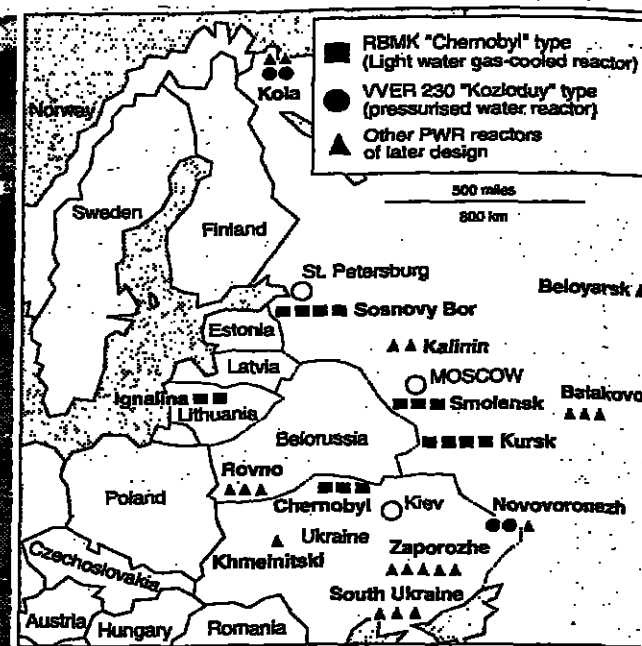 RBMK "Chernobyl" type
(Light water gas-cooled reactor)
VVER 230 "Kozloduy" type
(pressurised water reactor)
Other PWR reactors
of later design
500 miles
800 km
Kola
Norway
Sweden
Finland
St. Petersburg
Beloyarsk
Sosnovy Bor
Estonia
Kalinin
Latvia
MOSCOW
Ignalina
Lithuania
Smolensk
Balakovo
Belorussia
Kursk
Rovno
Poland
Chernobyl
Kiev
Novovoronezh
Ukraine
Khmelnitski
Zaporozhe
Czechoslovakia
South Ukraine
Austria
Hungary
Romania